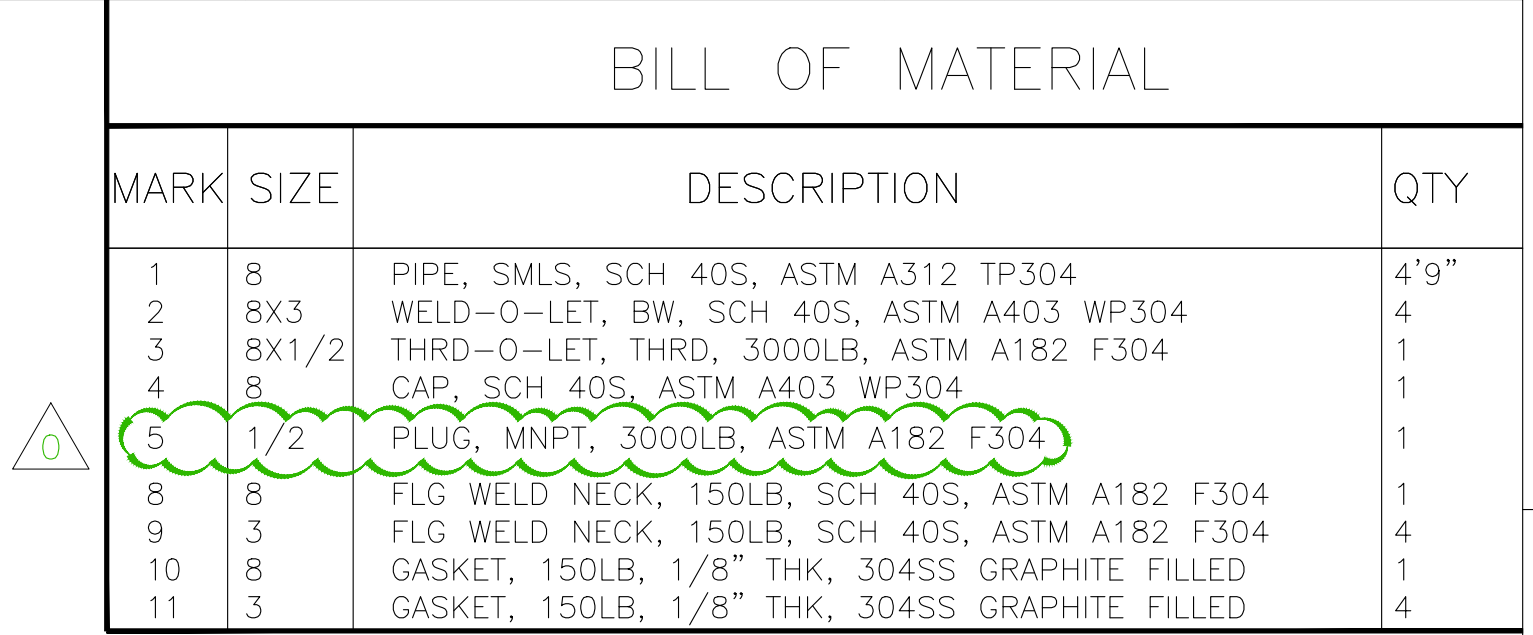 BILL OF MATERIAL
MARK SIZE DESCRIPTION QTY
1 8 PIPE, SMLS, SCH 40S, ASTM A312 TP304 4'9"
2 8X3 WELD-O-LET, BW, SCH 40S, ASTM A403 WP304 4
3 8X1/2 THRD-O-LET, THRD, 3000LB, ASTM A182 F304 1
4 8 CAP, SCH 40S, ASTM A403 WP304 1
0 5 1/2 PLUG, MNPT, 3000LB, ASTM A182 F304 1
8 8 FLG WELD NECK, 150LB, SCH 40S, ASTM A182 F304 1
9 3 FLG WELD NECK, 150LB, SCH 40S, ASTM A182 F304 4
10 8 GASKET, 150LB, 1/8" THK, 304SS GRAPHITE FILLED 1
11 3 GASKET, 150LB, 1/8" THK, 304SS GRAPHITE FILLED 4